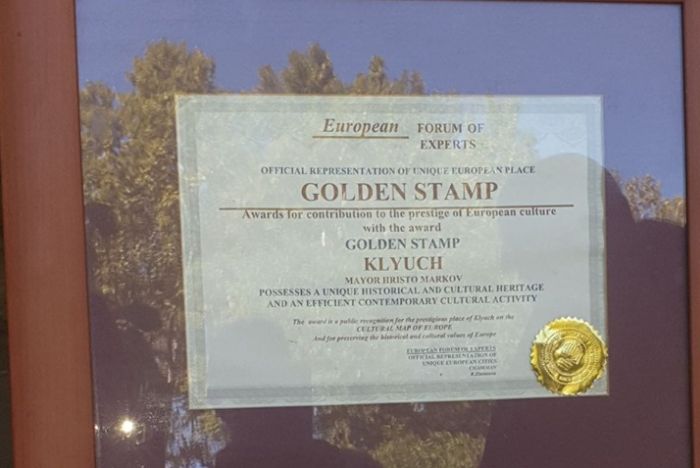 European FORUM OF
EXPERTS
OFFICIAL REPRESENTATION OF UNIQUE EUROPEAN PLACE
GOLDEN STAMP
Awards for contribution to the prestige of European culture
with the award
GOLDEN STAMP
KLYUCH
MAYOR HRISTO MARKOV
POSSESSES A UNIQUE HISTORICAL AND CULTURAL HERITAGE
AND AN EFFICIENT CONTEMPORARY CULTURAL ACTIVITY
The award is a public recognition for the prestigious place of Klyuch on the
CULTURAL MAP OF EUROPE
And for preserving the historical and cultural values of Europe
EUROPEAN FORUM OF EXPERTS
OFFICIAL REPRESENTATION OF
UNIQUE EUROPEAN CITIES
CHAIRMAN